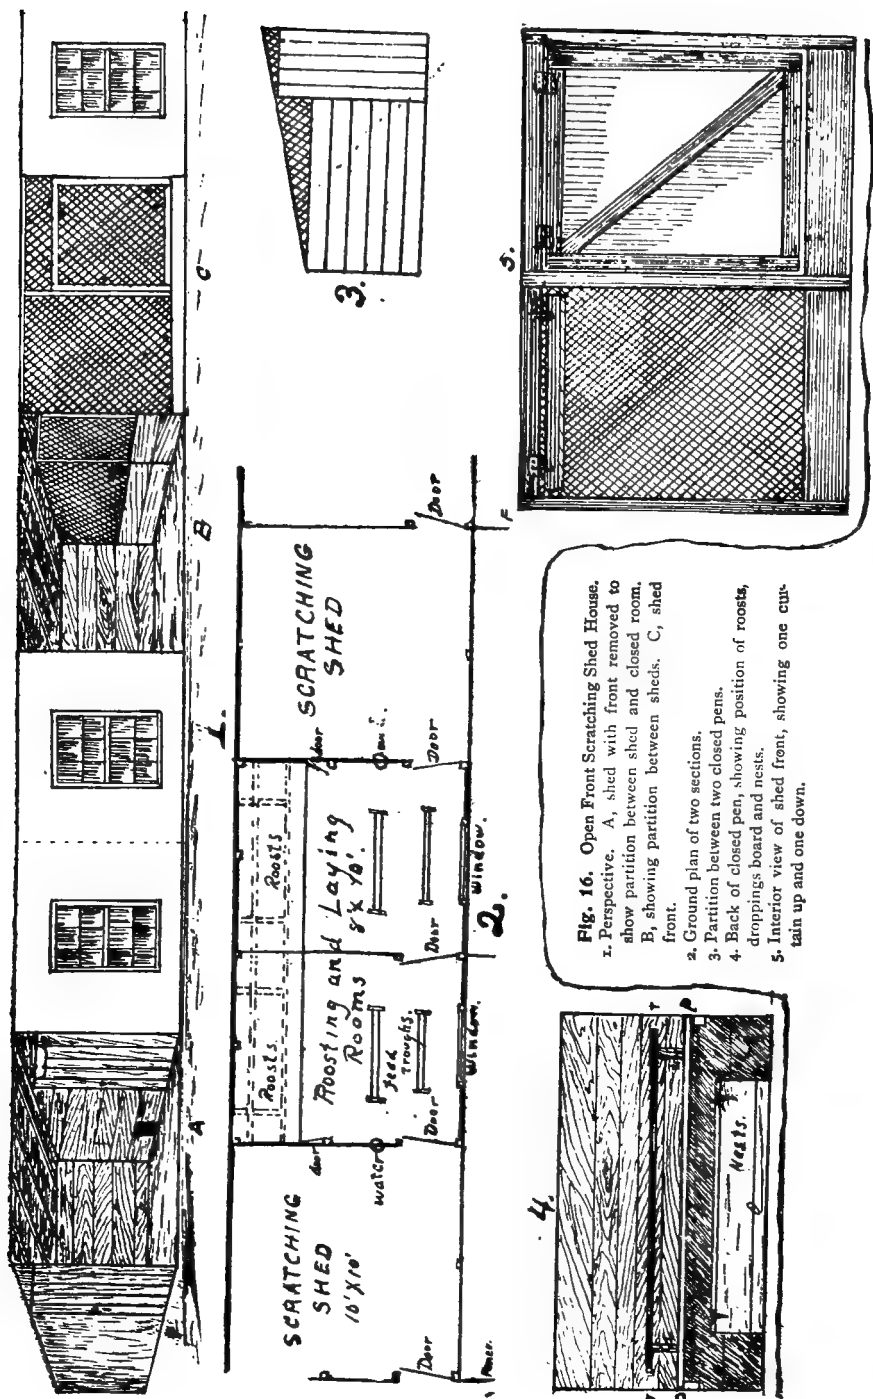 A
B
C
1.
SCRATCHING
SHED
10'X10'
Door
door
water
Door
Roosts.
Roosts
Roosting and Laying
Rooms 8'x10'.
feed
Troughs.
Door
Window.
Window.
door
Door
SCRATCHING
SHED
Door
F
2.
3.
4.
Nests.
r
P
5.
Fig. 16. Open Front Scratching Shed House.
1. Perspective. A, shed with front removed to
show partition between shed and closed room.
B, showing partition between sheds. C, shed
front.
2. Ground plan of two sections.
3. Partition between two closed pens.
4. Back of closed pen, showing position of roosts,
droppings board and nests.
5. Interior view of shed front, showing one cur-
tain up and one down.